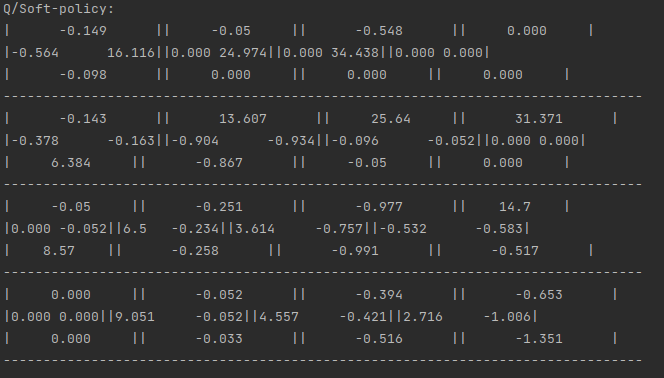 Q/Soft-policy:
|      -0.149      ||     -0.05      ||      -0.548      ||     0.000     |
|-0.564      16.116||0.000 24.974||0.000 34.438||0.000 0.000|
|      -0.098      ||     0.000     ||     0.000     ||     0.000     |
--------------------------------------------------------------------------------
|      -0.143      ||      13.607      ||     25.64     ||      31.371      |
|-0.378      -0.163||-0.904      -0.934||-0.096      -0.052||0.000 0.000|
|     6.384     ||      -0.867      ||     -0.05     ||     0.000     |
--------------------------------------------------------------------------------
|     -0.05     ||      -0.251      ||      -0.977      ||    14.7     |
|0.000 -0.052||6.5   -0.234||3.614     -0.757||-0.532      -0.583|
|    8.57    ||      -0.258      ||      -0.991      ||      -0.517      |
--------------------------------------------------------------------------------
|     0.000     ||      -0.052      ||      -0.394      ||      -0.653      |
|0.000 0.000||9.051     -0.052||4.557     -0.421||2.716     -1.006|
|     0.000     ||      -0.033      ||      -0.516      ||      -1.351      |
--------------------------------------------------------------------------------